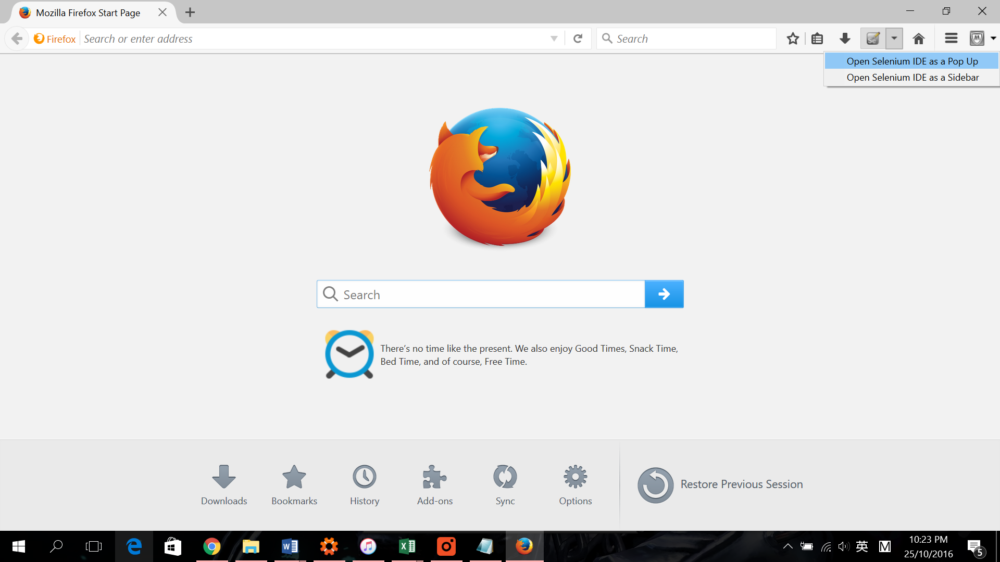 Mozilla Firefox Start Page
Firefox
Search or enter address
Search
Open Selenium IDE as a Pop Up
Open Selenium IDE as a Sidebar
Search
There's no time like the present. We also enjoy Good Times, Snack Time,
Bed Time, and of course, Free Time.
Downloads
Bookmarks
History
Add-ons
Sync
Options
Restore Previous Session
英
M
10:23 PM
25/10/2016
5